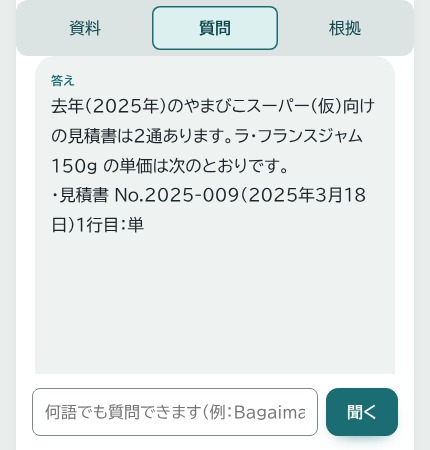 資料
質問
根拠
答え
去年(2025年)のやまびこスーパー(仮)向け
の見積書は2通あります。ラ・フランスジャム
150g の単価は次のとおりです。
・見積書 No.2025-009(2025年3月18
日)1行目:単
何語でも質問できます(例:Bagaima
聞く